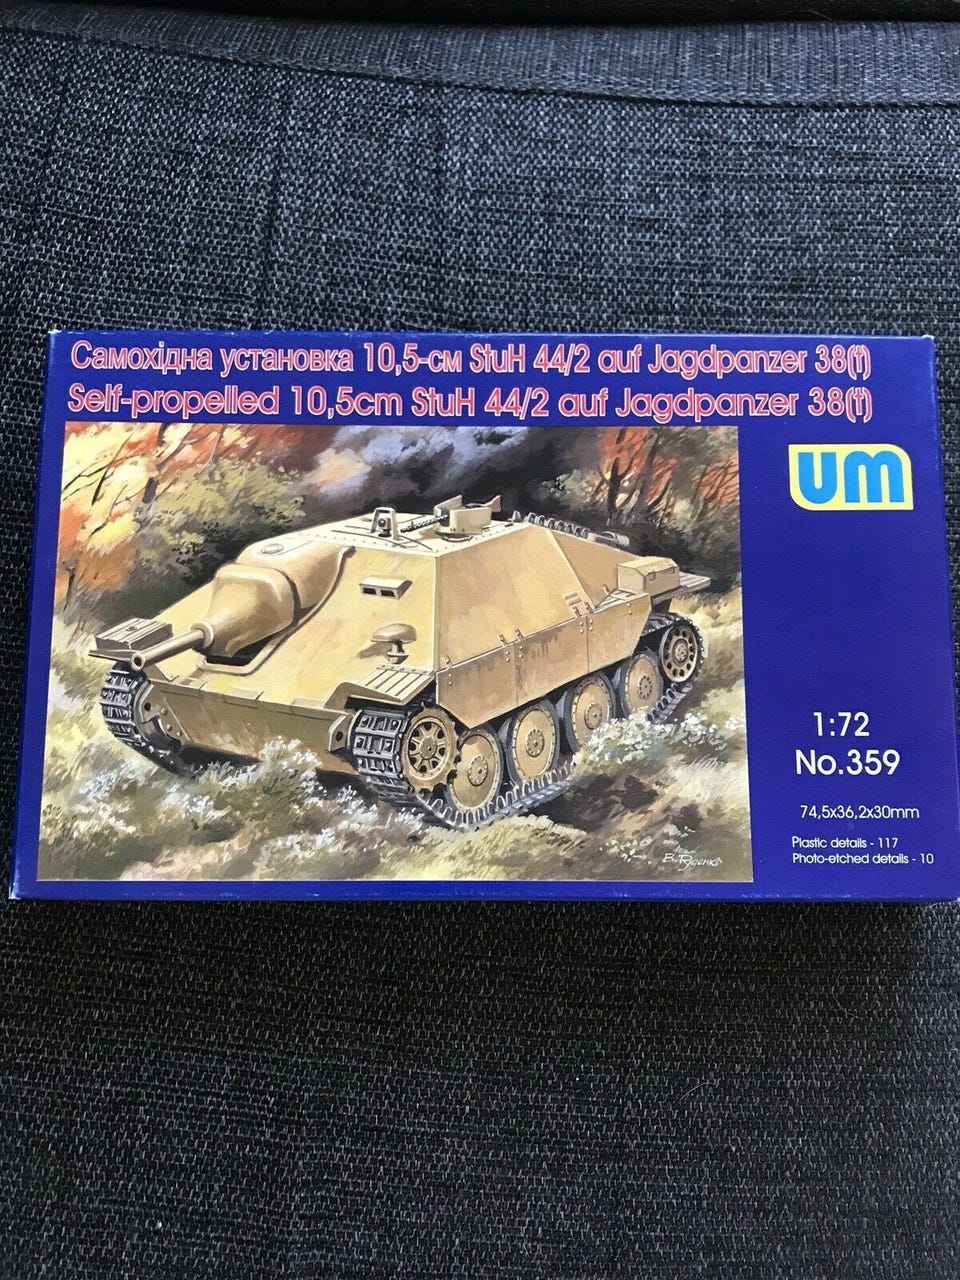 Самохідна установка 10,5-см StuH 44/2 auf Jagdpanzer 38(t)
Self-propelled 10,5cm StuH 44/2 auf Jagdpanzer 38(t)
um
1:72
No.359
74,5x36,2x30mm
Plastic details - 117
Photo-etched details - 10